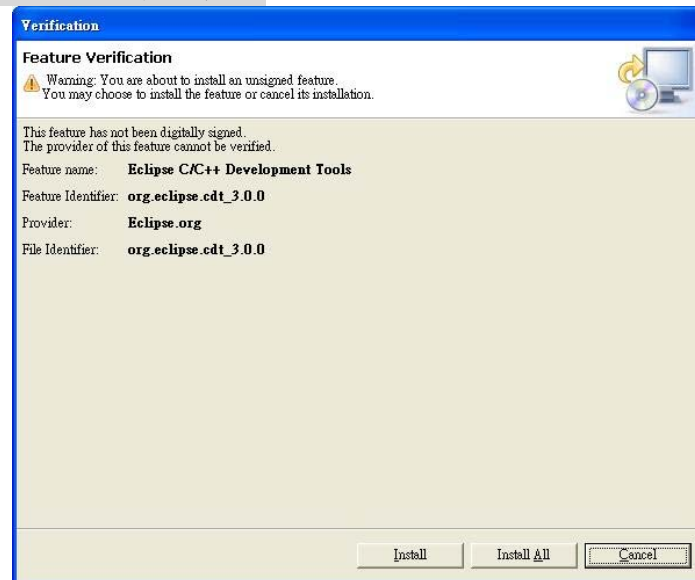 Verification
Feature Verification
Warning: You are about to install an unsigned feature.
You may choose to install the feature or cancel its installation.
This feature has not been digitally signed.
The provider of this feature cannot be verified.
Feature name: Eclipse C/C++ Development Tools
Feature Identifier: org.eclipse.cdt_3.0.0
Provider: Eclipse.org
File Identifier: org.eclipse.cdt_3.0.0
Install Install All Cancel